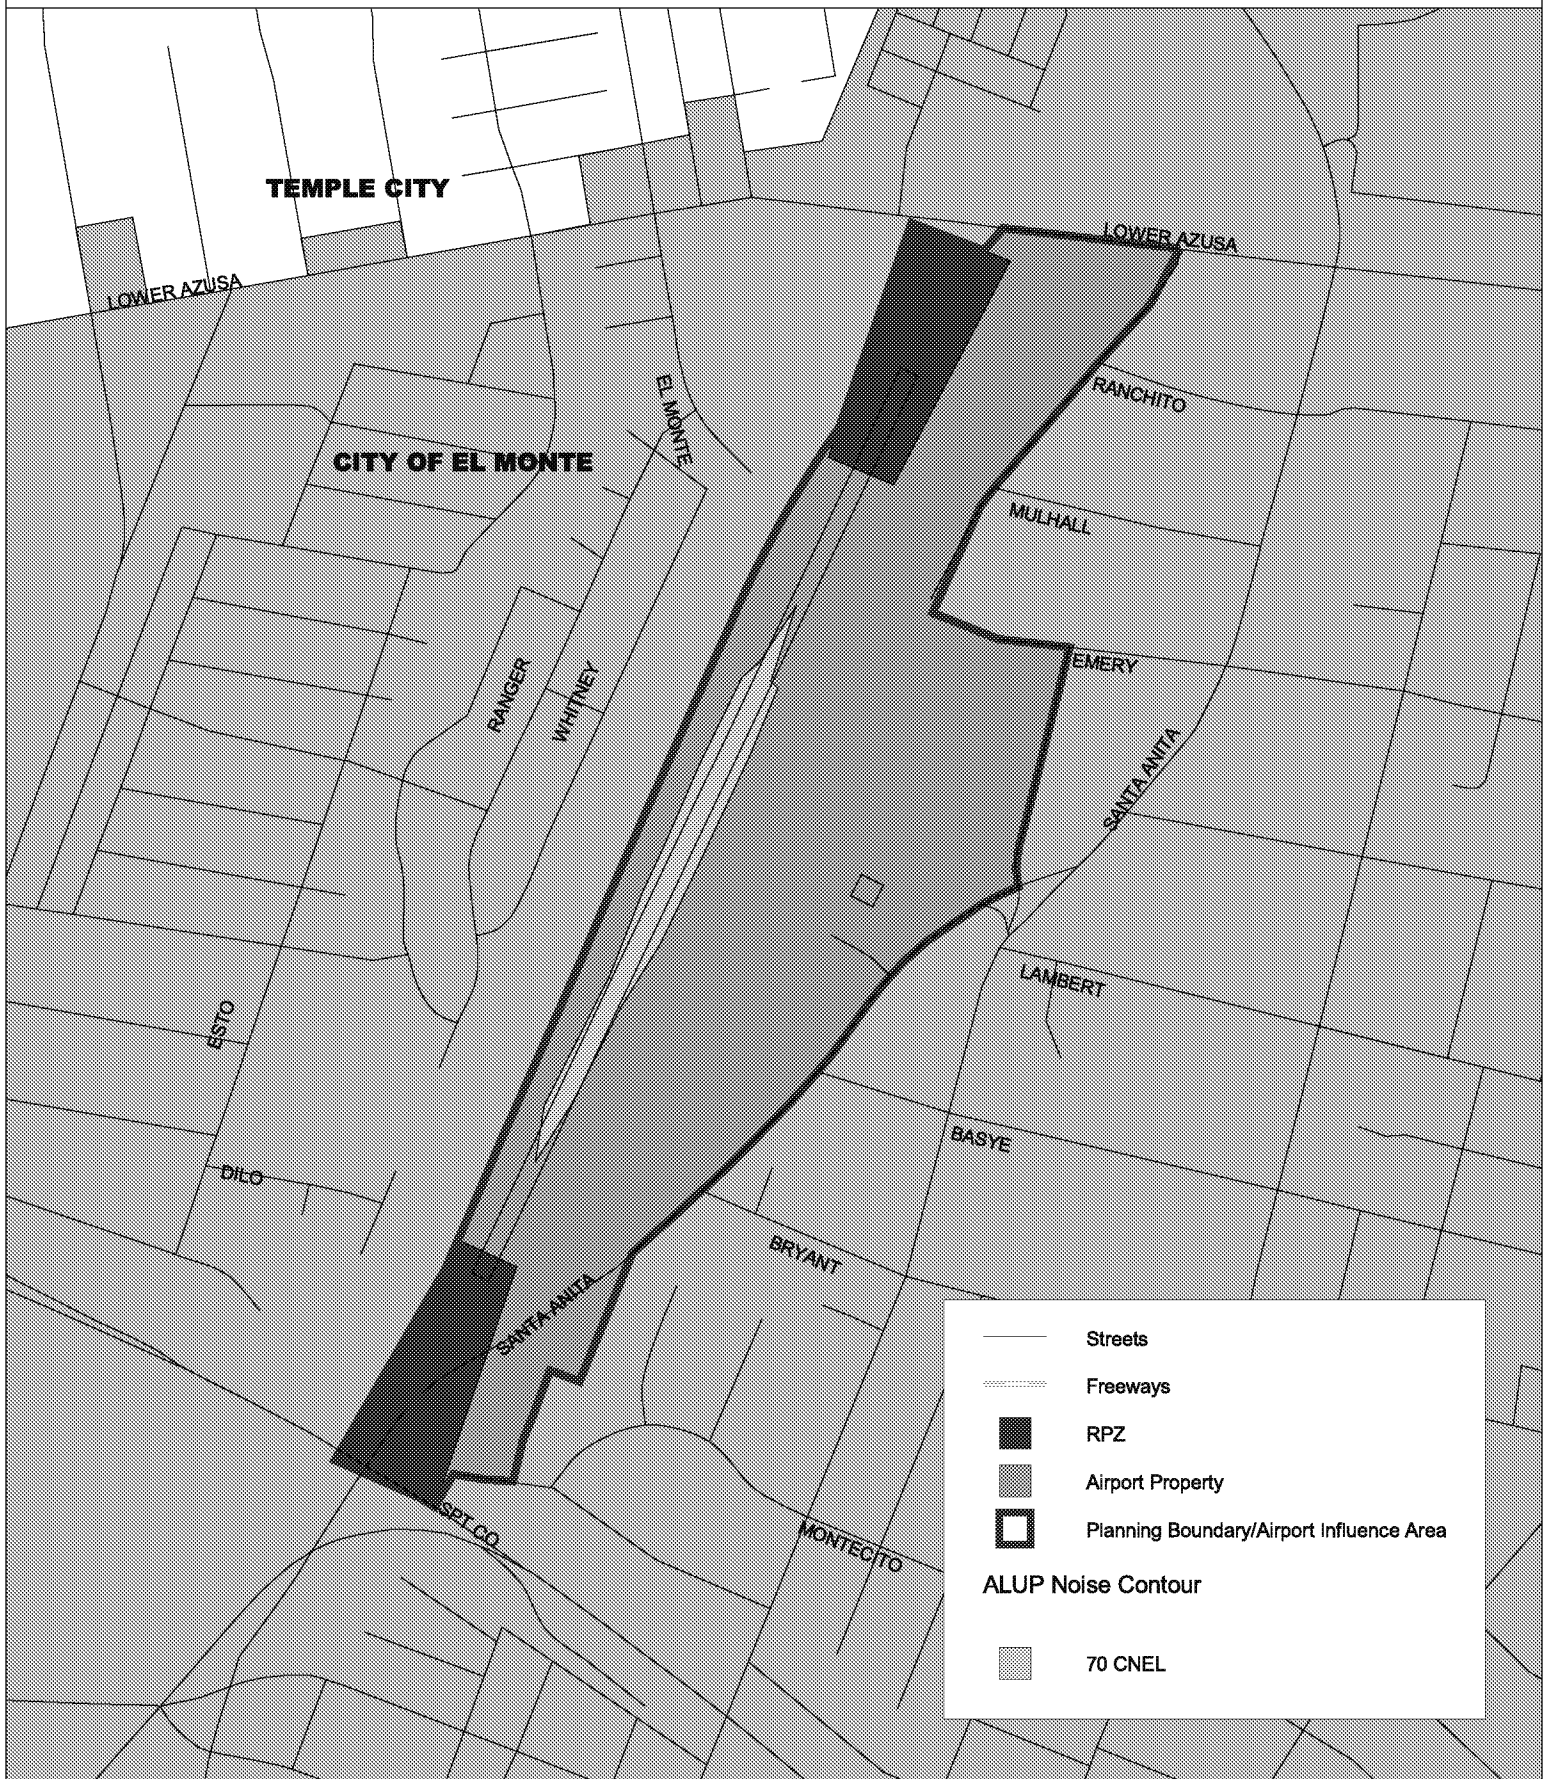 TEMPLE CITY
LOWER AZUSA
LOWER AZUSA
EL MONTE
RANCHITO
CITY OF EL MONTE
MULHALL
EMERY
RANGER
WHITNEY
SANTA ANITA
LAMBERT
ESTO
BASYE
DILO
BRYANT
SANTA ANITA
SPT CO
MONTECITO
Streets
Freeways
RPZ
Airport Property
Planning Boundary/Airport Influence Area
ALUP Noise Contour
70 CNEL